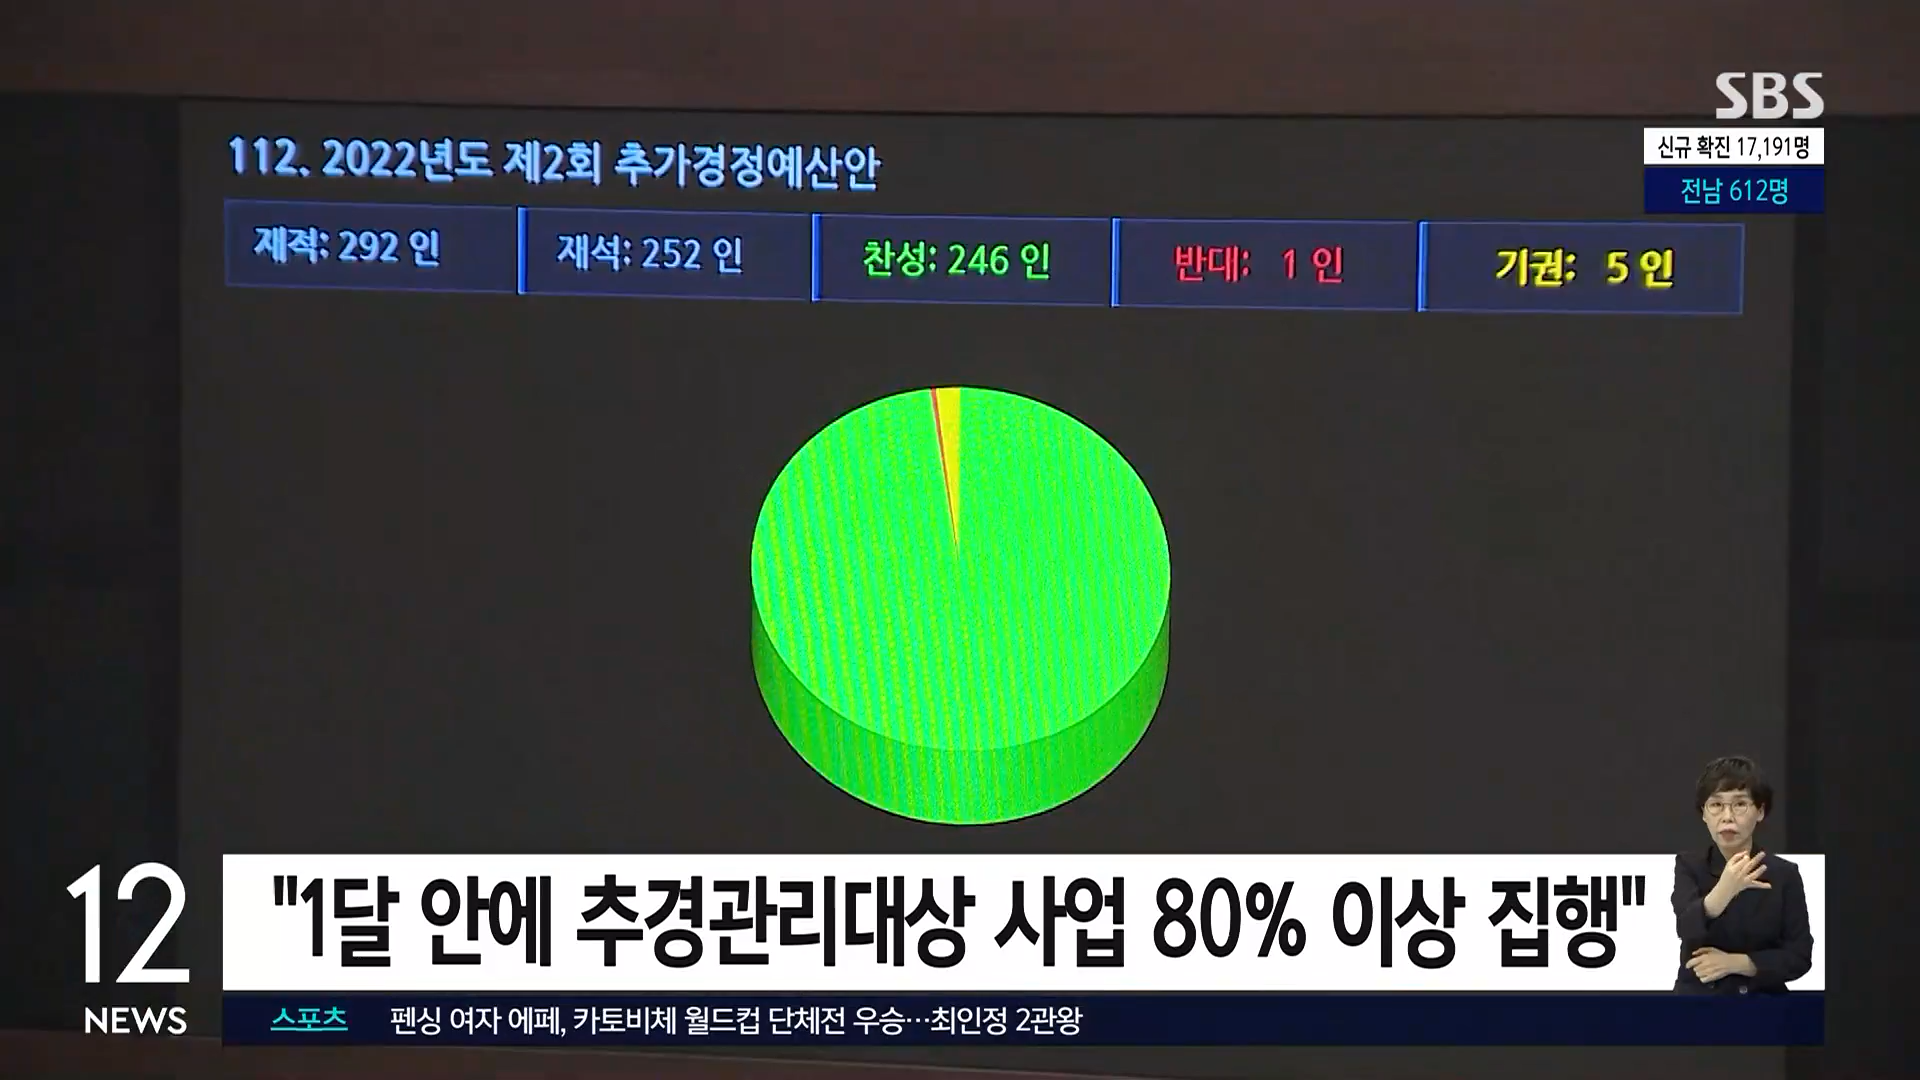 SBS
신규 확진 17,191명
전남 612명
112. 2022년도 제2회 추가경정예산안
재적: 292 인
재석: 252 인
찬성: 246 인
반대: 1 인
기권: 5 인
12
NEWS
"1달 안에 추경관리대상 사업 80% 이상 집행"
스포츠 펜싱 여자 에페, 카토비체 월드컵 단체전 우승…최인정 2관왕